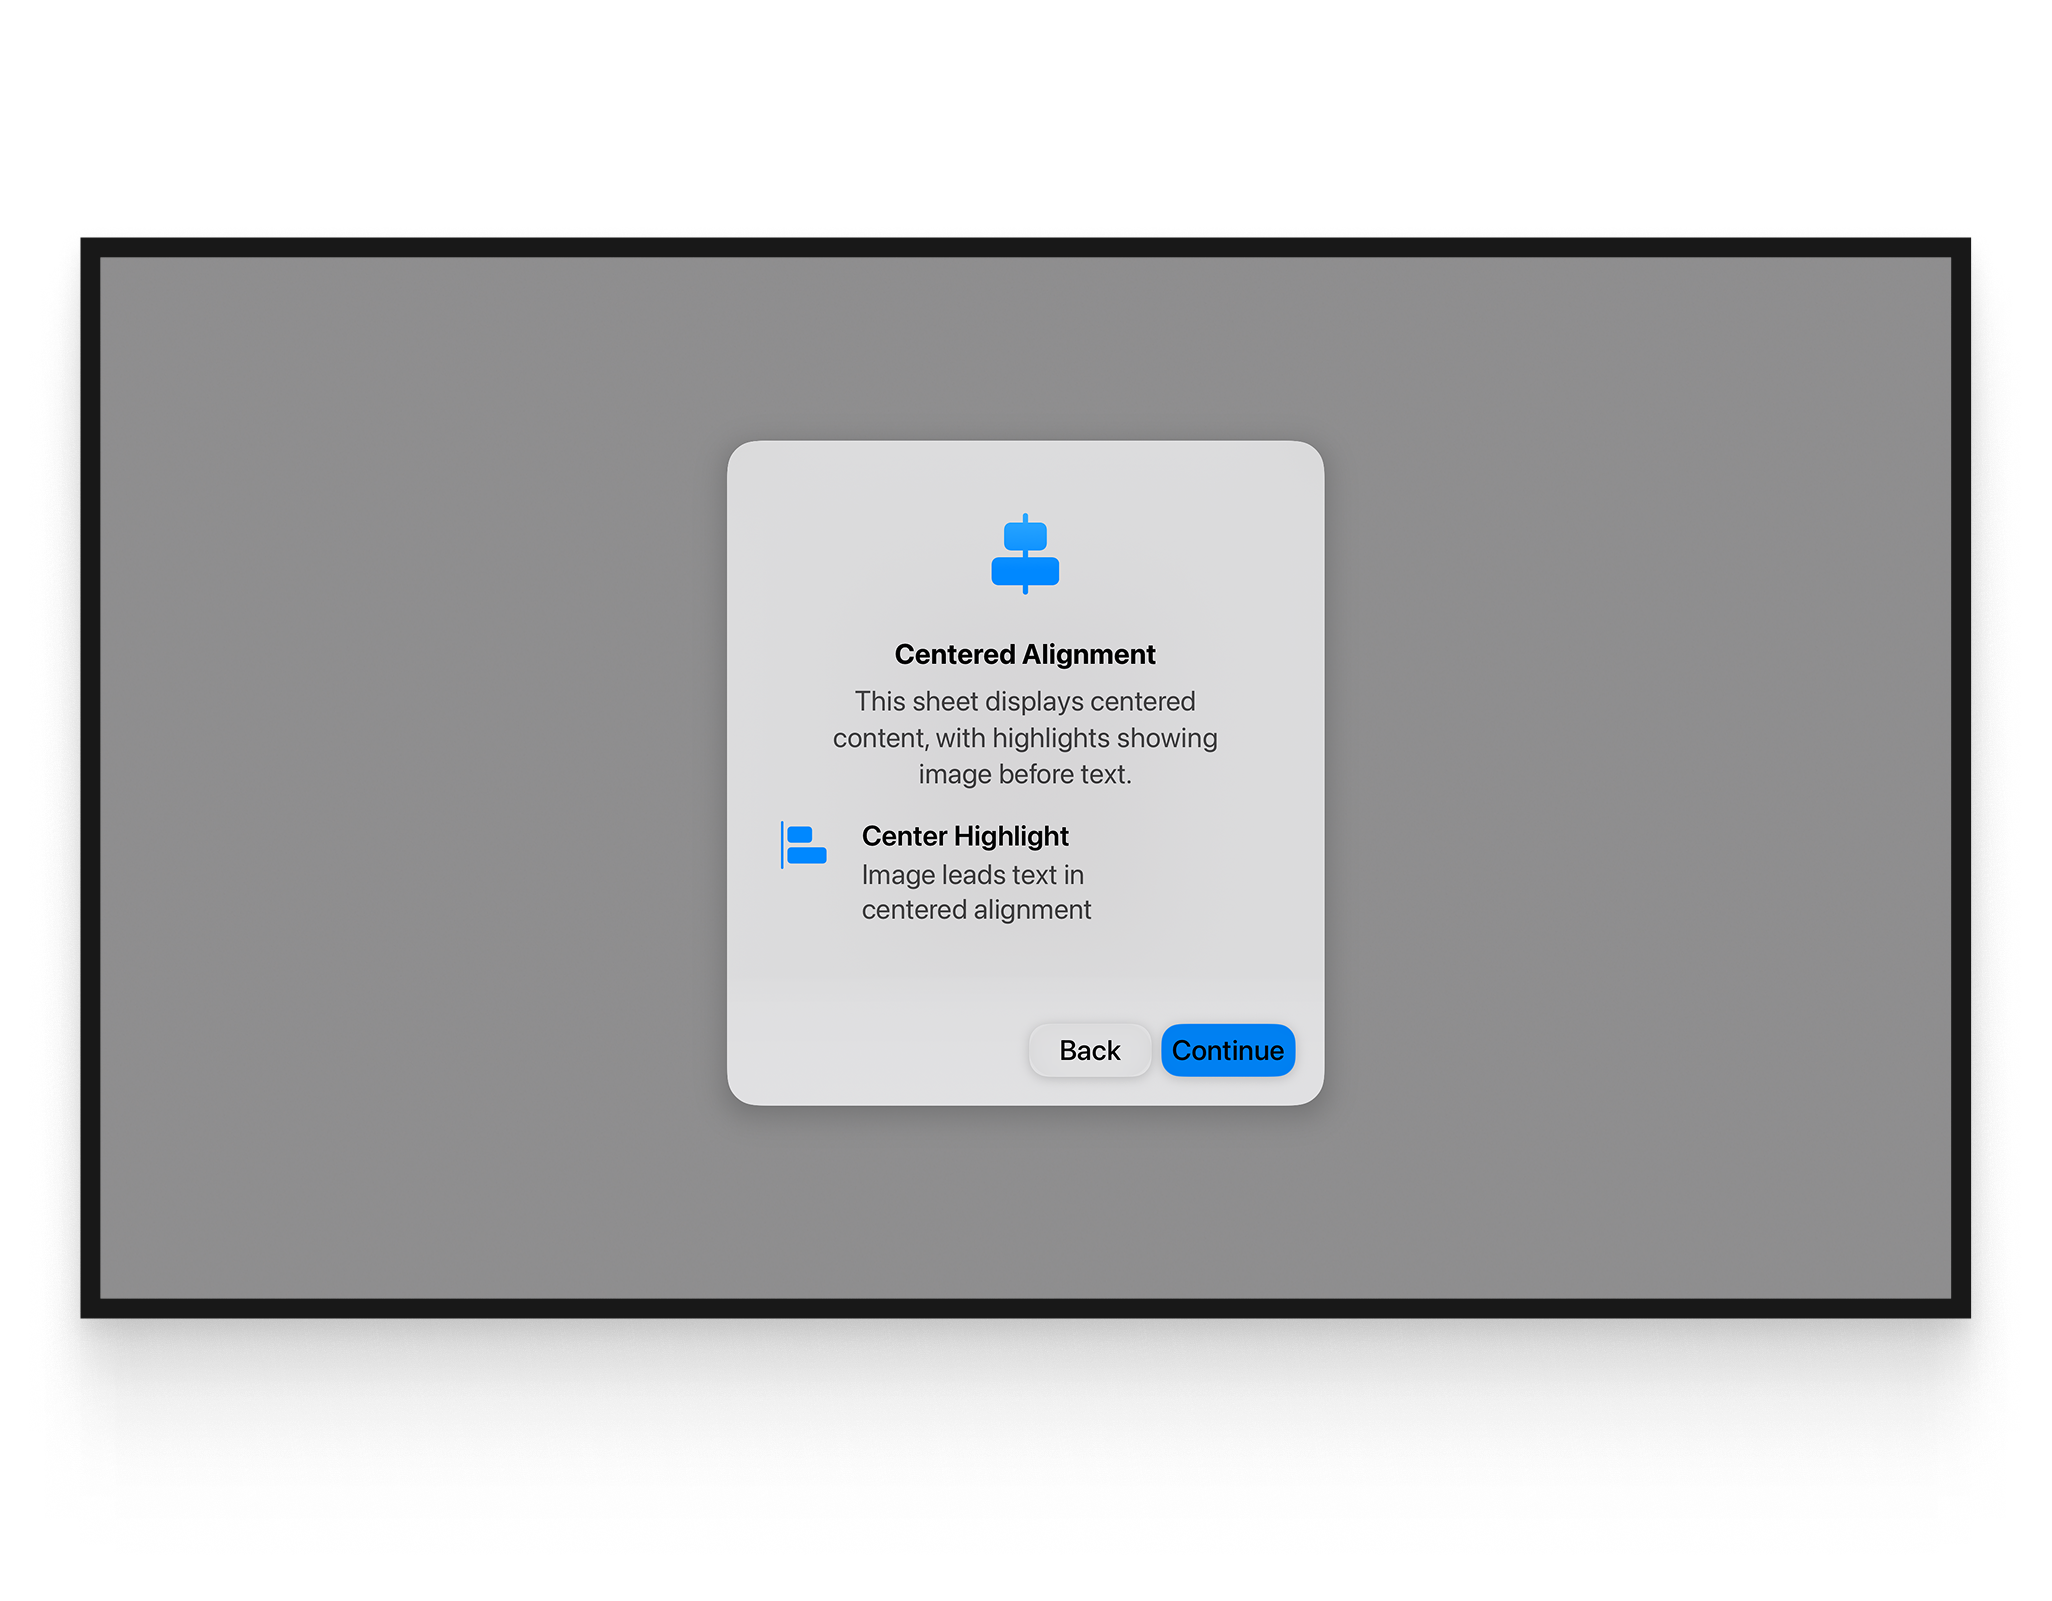 Centered Alignment
This sheet displays centered
content, with highlights showing
image before text.
Center Highlight
Image leads text in
centered alignment
Back
Continue